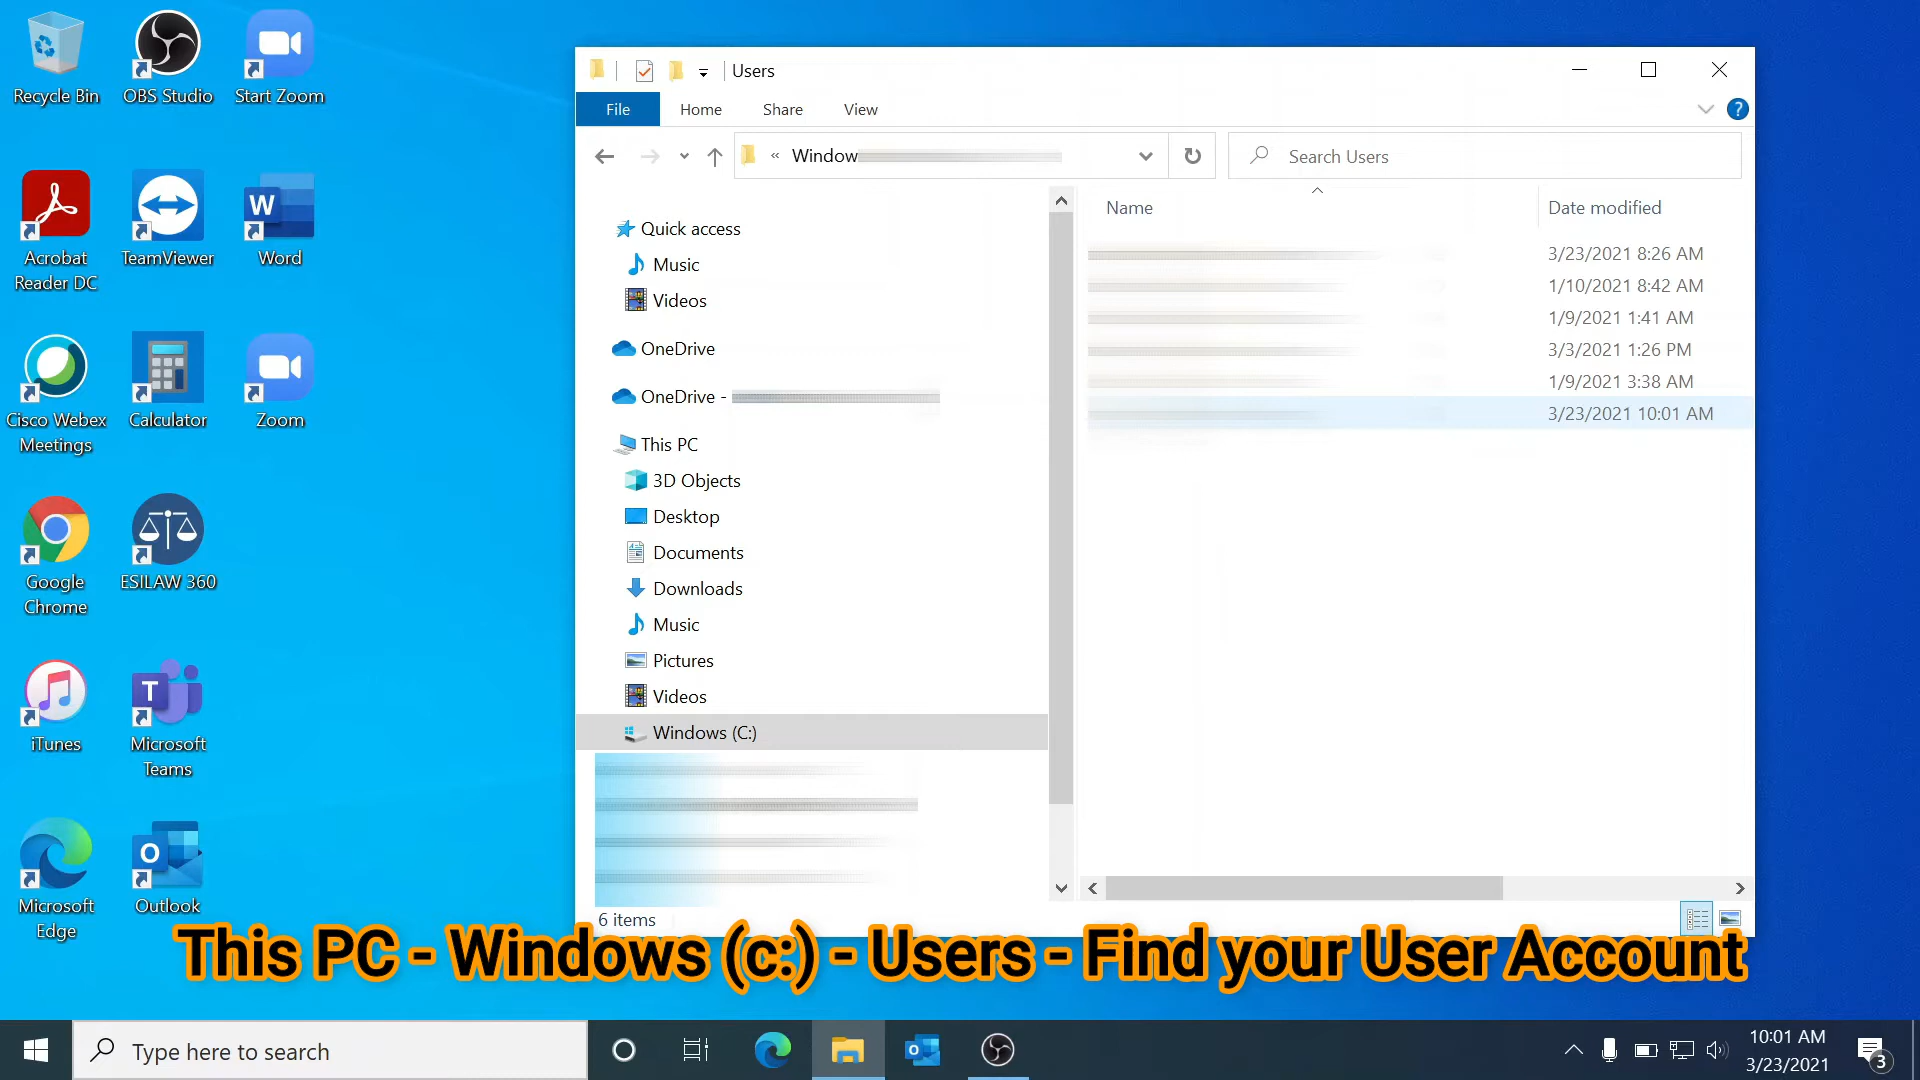 Recycle Bin
OBS Studio
Start Zoom
Acrobat
Reader DC
TeamViewer
Word
Cisco Webex
Meetings
Calculator
Zoom
Google
Chrome
ESILAW 360
iTunes
Microsoft
Teams
Microsoft
Edge
Outlook
Users
File Home Share View
« Window
Search Users
Quick access
Music
Videos
OneDrive
OneDrive -
This PC
3D Objects
Desktop
Documents
Downloads
Music
Pictures
Videos
Windows (C:)
Name Date modified
3/23/2021 8:26 AM
1/10/2021 8:42 AM
1/9/2021 1:41 AM
3/3/2021 1:26 PM
1/9/2021 3:38 AM
3/23/2021 10:01 AM
6 items
This PC - Windows (c:) - Users - Find your User Account
Type here to search
10:01 AM
3/23/2021
3